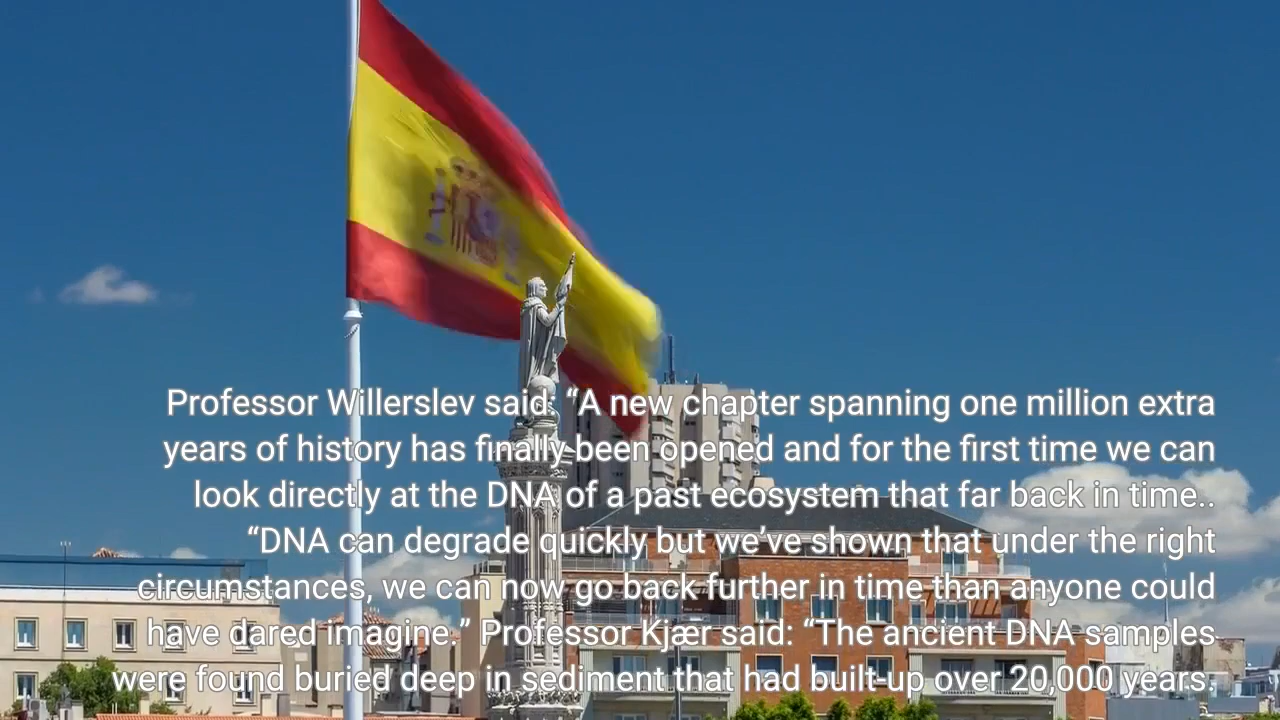 Professor Willerslev said: “A new chapter spanning one million extra
years of history has finally been opened and for the first time we can
look directly at the DNA of a past ecosystem that far back in time..
“DNA can degrade quickly but we’ve shown that under the right
circumstances, we can now go back further in time than anyone could
have dared imagine.” Professor Kjær said: “The ancient DNA samples
were found buried deep in sediment that had built-up over 20,000 years.